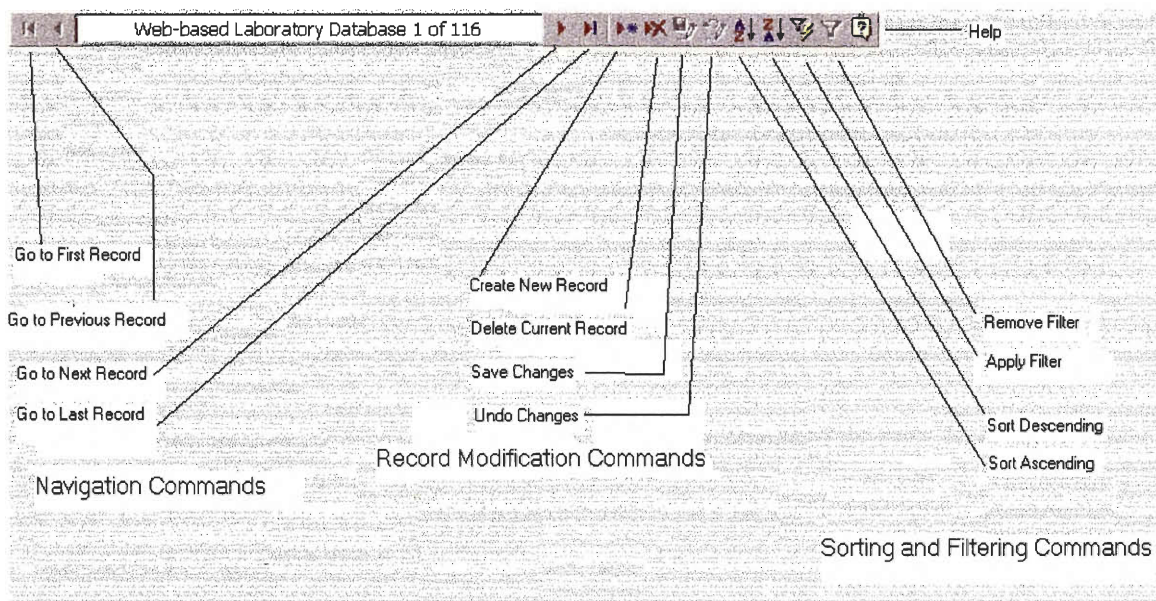 Web-based Laboratory Database 1 of 116
Help
Go to First Record
Go to Previous Record
Go to Next Record
Go to Last Record
Navigation Commands
Create New Record
Delete Current Record
Save Changes
Undo Changes
Record Modification Commands
Remove Filter
Apply Filter
Sort Descending
Sort Ascending
Sorting and Filtering Commands